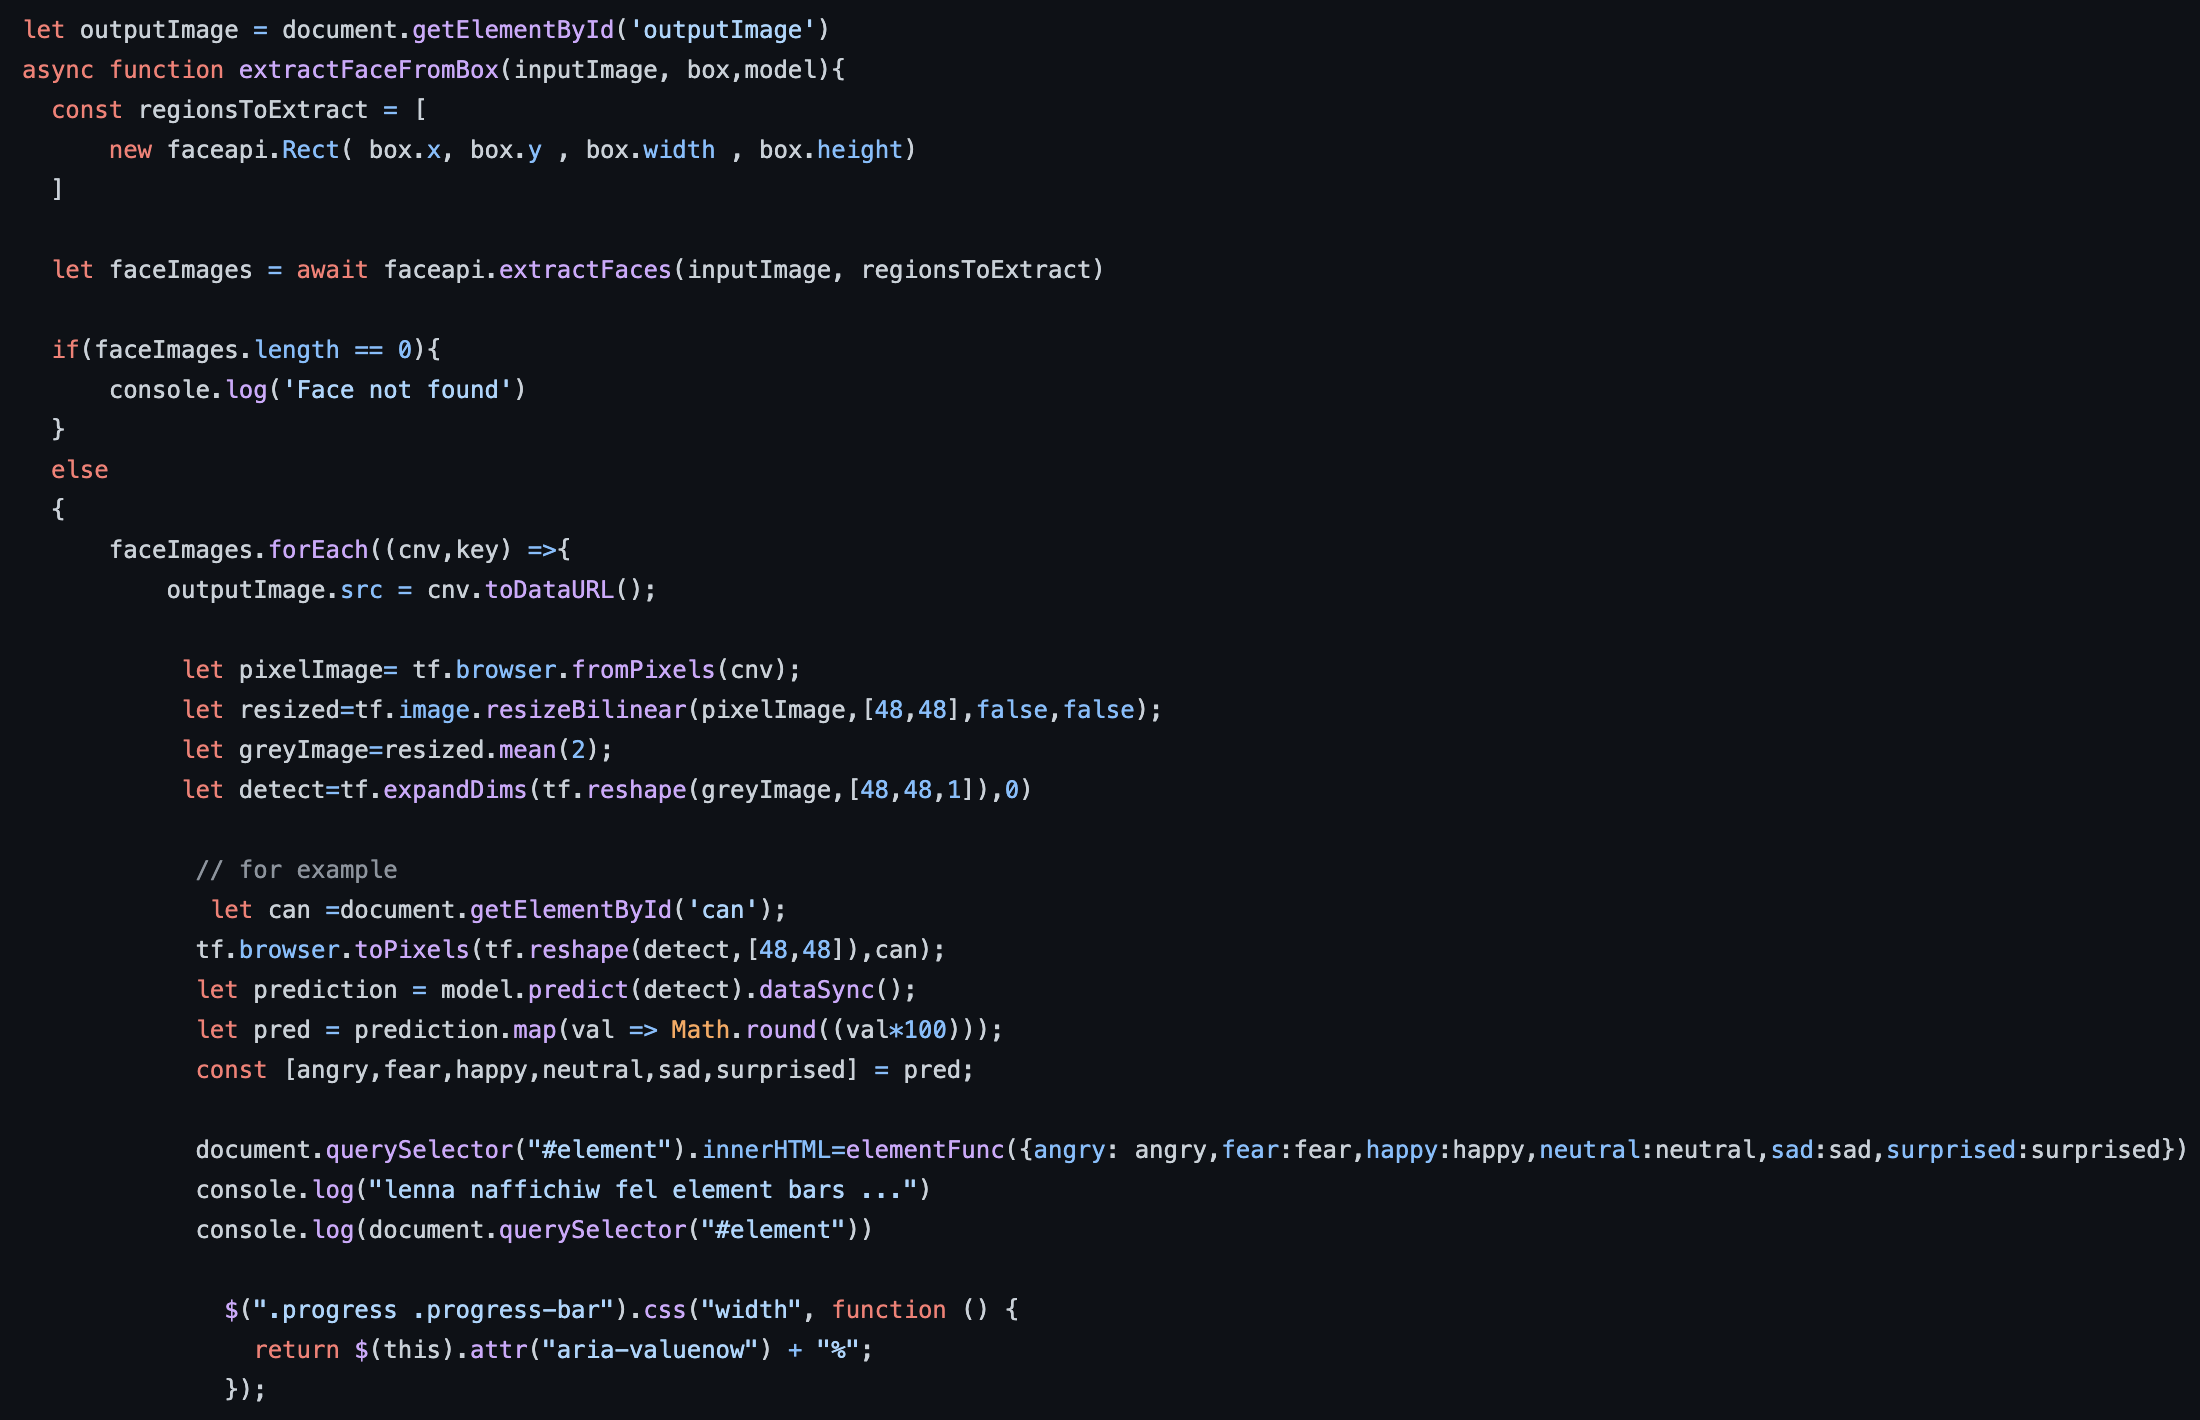 let outputImage = document.getElementById('outputImage')
async function extractFaceFromBox(inputImage, box,model){
  const regionsToExtract = [
      new faceapi.Rect( box.x, box.y , box.width , box.height)
  ]

  let faceImages = await faceapi.extractFaces(inputImage, regionsToExtract)

  if(faceImages.length == 0){
      console.log('Face not found')
  }
  else
  {
      faceImages.forEach((cnv,key) =>{
          outputImage.src = cnv.toDataURL();

           let pixelImage= tf.browser.fromPixels(cnv);
           let resized=tf.image.resizeBilinear(pixelImage,[48,48],false,false);
           let greyImage=resized.mean(2);
           let detect=tf.expandDims(tf.reshape(greyImage,[48,48,1]),0)

            // for example
             let can =document.getElementById('can');
            tf.browser.toPixels(tf.reshape(detect,[48,48]),can);
            let prediction = model.predict(detect).dataSync();
            let pred = prediction.map(val => Math.round((val*100)));
            const [angry,fear,happy,neutral,sad,surprised] = pred;

            document.querySelector("#element").innerHTML=elementFunc({angry: angry,fear:fear,happy:happy,neutral:neutral,sad:sad,surprised:surprised})
            console.log("lenna naffichiw fel element bars ...")
            console.log(document.querySelector("#element"))

              $(".progress .progress-bar").css("width", function () {
                return $(this).attr("aria-valuenow") + "%";
              });